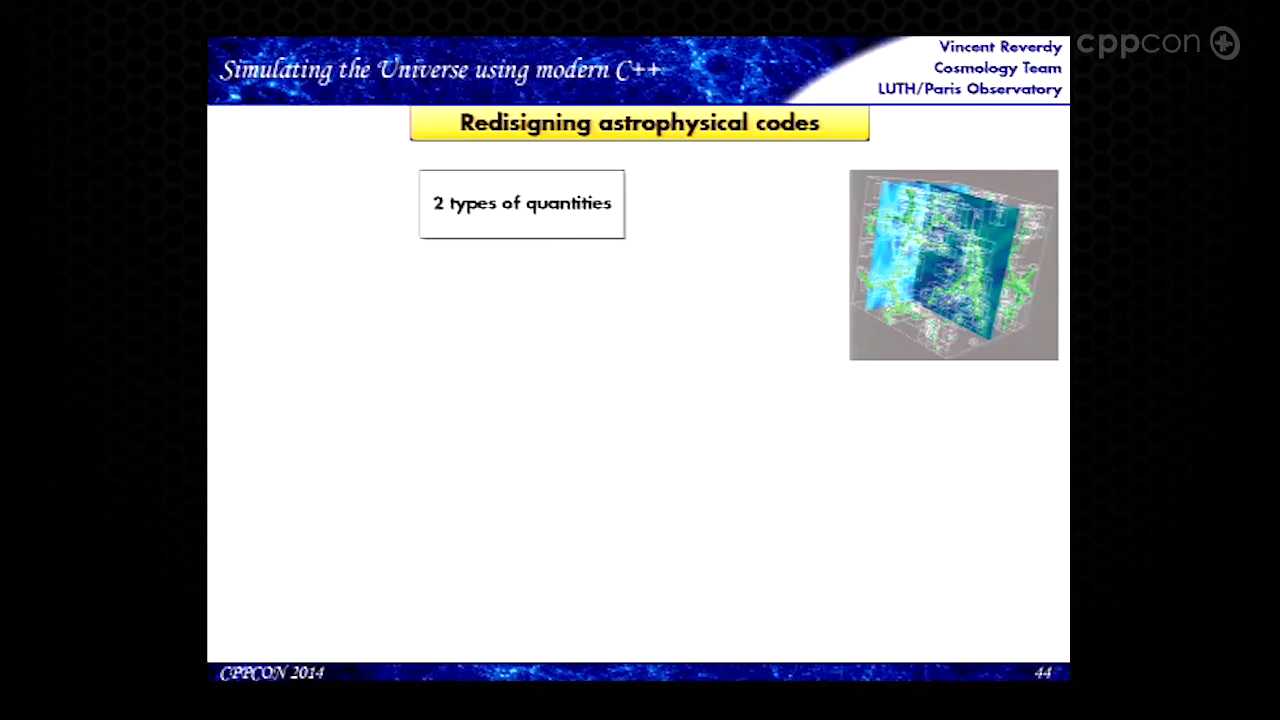 Simulating the Universe using modern C++
Vincent Reverdy
Cosmology Team
LUTH/Paris Observatory
cppcon
Redisigning astrophysical codes
2 types of quantities
CPPCON 2014
44